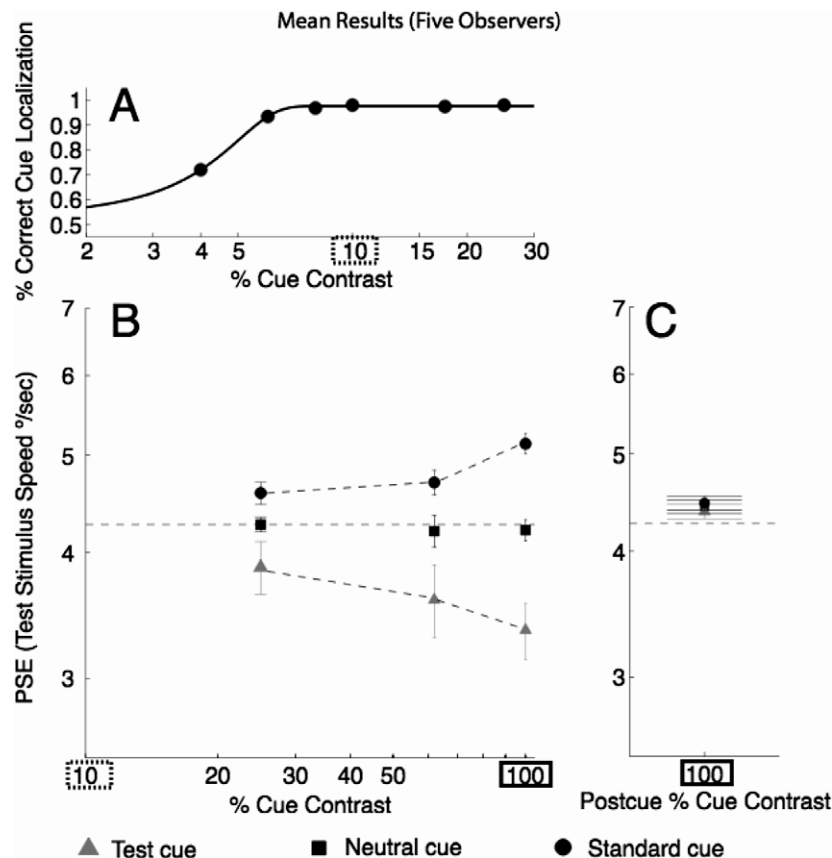 Mean Results (Five Observers)
% Correct Cue Localization
A
1
0.9
0.8
0.7
0.6
0.5
2 3 4 5 10 15 20 30
% Cue Contrast
PSE (Test Stimulus Speed º/sec)
B
7
6
5
4
3
10 20 30 40 50 100
% Cue Contrast
C
7
6
5
4
3
100
Postcue % Cue Contrast
Test cue Neutral cue Standard cue